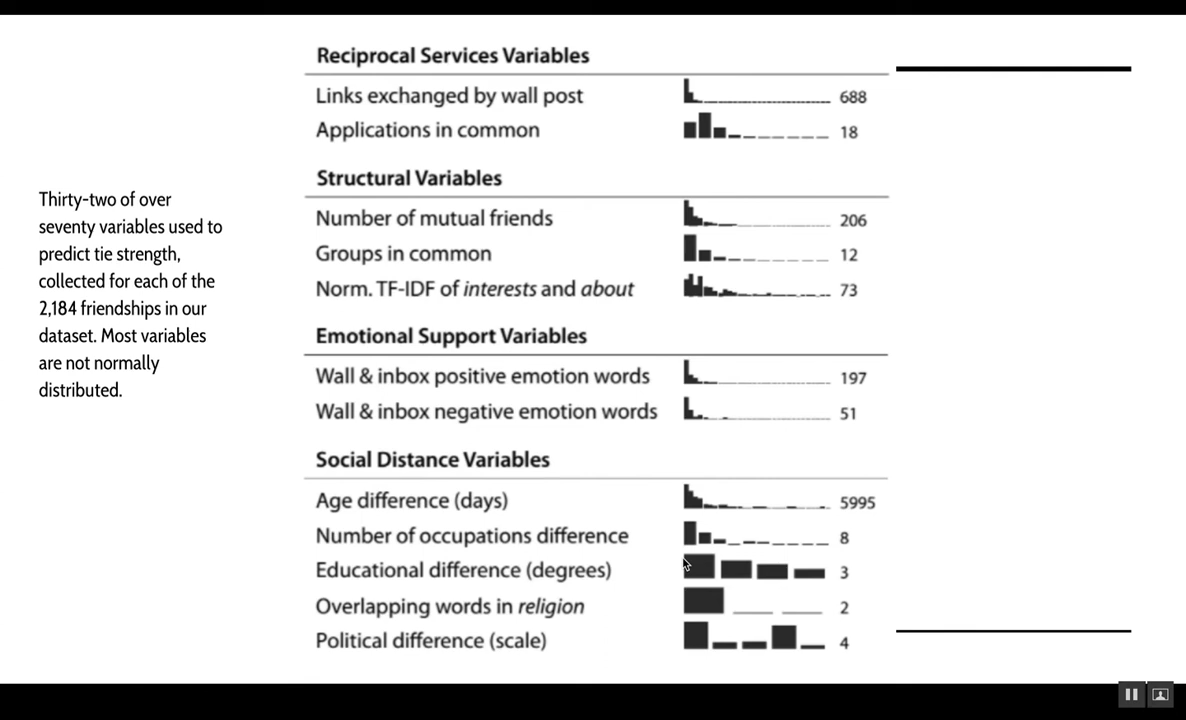 Thirty-two of over
seventy variables used to
predict tie strength,
collected for each of the
2,184 friendships in our
dataset. Most variables
are not normally
distributed.
Reciprocal Services Variables
Links exchanged by wall post 688
Applications in common 18
Structural Variables
Number of mutual friends 206
Groups in common 12
Norm. TF-IDF of interests and about 73
Emotional Support Variables
Wall & inbox positive emotion words 197
Wall & inbox negative emotion words 51
Social Distance Variables
Age difference (days) 5995
Number of occupations difference 8
Educational difference (degrees) 3
Overlapping words in religion 2
Political difference (scale) 4